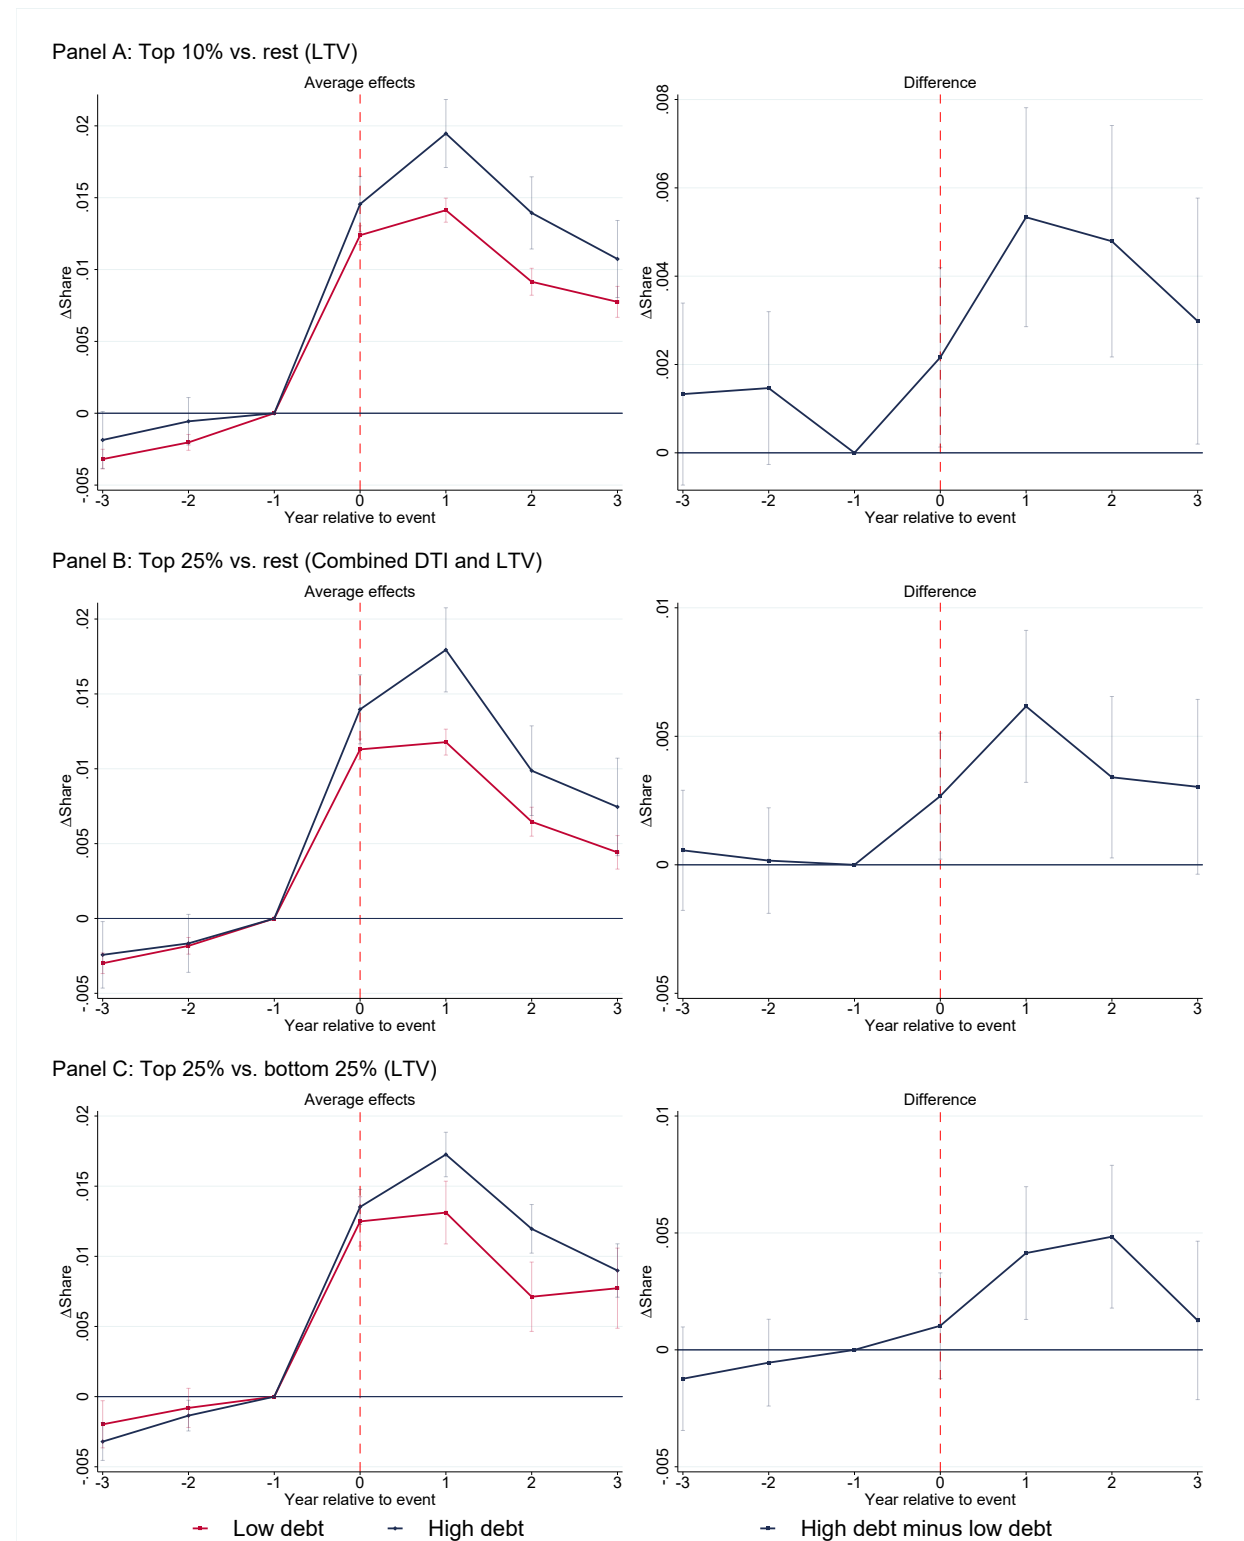 Panel A: Top 10% vs. rest (LTV)
Average effects
Difference
ΔShare
.02
.015
.01
.005
0
-.005
-3 -2 -1 0 1 2 3
Year relative to event
ΔShare
.008
.006
.004
.002
0
-3 -2 -1 0 1 2 3
Year relative to event
Panel B: Top 25% vs. rest (Combined DTI and LTV)
Average effects
Difference
ΔShare
.02
.015
.01
.005
0
-.005
-3 -2 -1 0 1 2 3
Year relative to event
ΔShare
.01
.005
0
-.005
-3 -2 -1 0 1 2 3
Year relative to event
Panel C: Top 25% vs. bottom 25% (LTV)
Average effects
Difference
ΔShare
.02
.015
.01
.005
0
-.005
-3 -2 -1 0 1 2 3
Year relative to event
ΔShare
.01
.005
0
-.005
-3 -2 -1 0 1 2 3
Year relative to event
Low debt High debt
High debt minus low debt